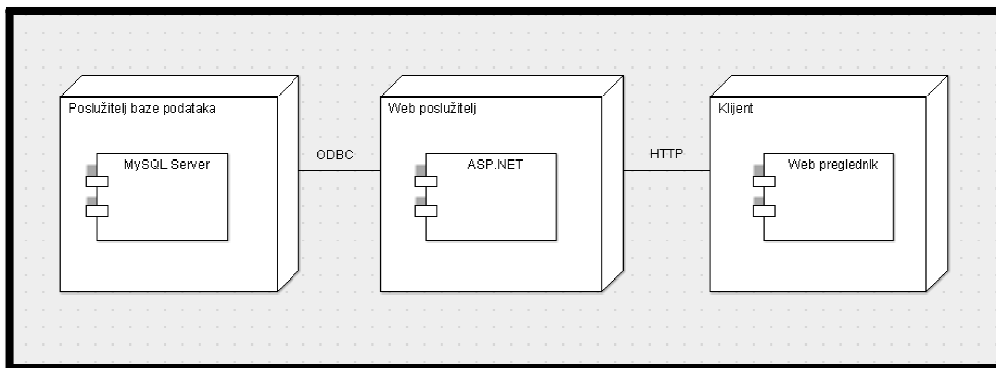 Poslužitelj baze podataka
MySQL Server
ODBC
Web poslužitelj
ASP.NET
HTTP
Klijent
Web preglednik